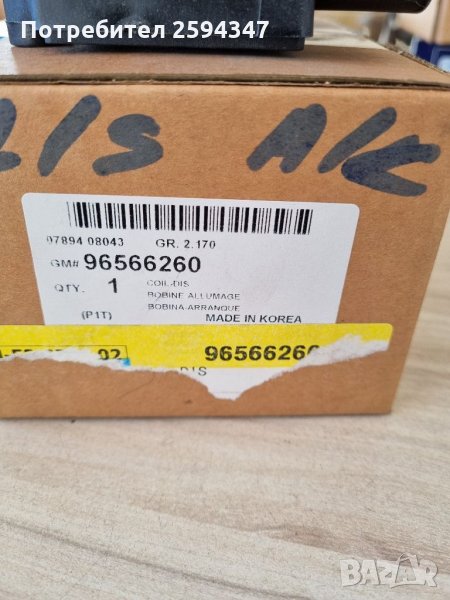 Потребител 2594347
DIS A/C
07894 08043 GR. 2.170
GM# 96566260
QTY. 1 COIL-DIS
BOBINE ALLUMAGE
BOBINA-ARRANQUE
(P1T) MADE IN KOREA
02 96566260
DIS
BAZAR